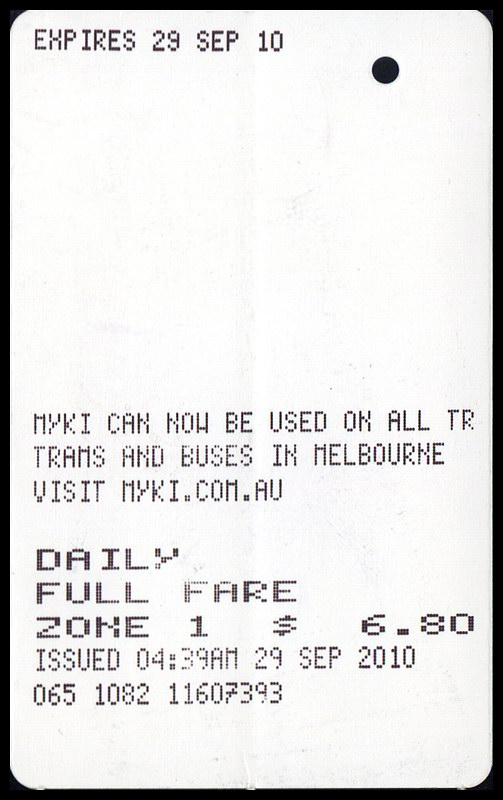 EXPIRES 29 SEP 10
MYKI CAN NOW BE USED ON ALL TR
TRAMS AND BUSES IN MELBOURNE
VISIT MYKI.COM.AU
DAILY
FULL FARE
ZONE 1 $ 6.80
ISSUED 04:39AM 29 SEP 2010
065 1082 11607393